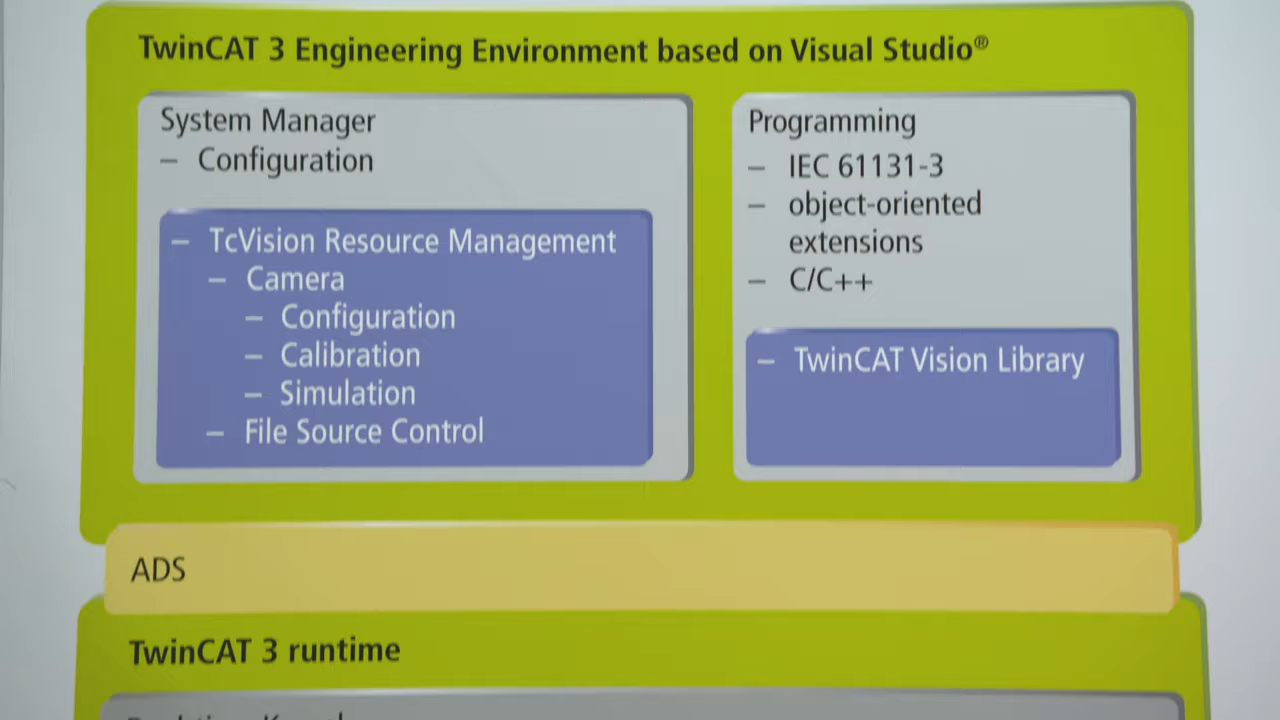 TwinCAT 3 Engineering Environment based on Visual Studio®
System Manager
– Configuration
– TcVision Resource Management
– Camera
– Configuration
– Calibration
– Simulation
– File Source Control
Programming
– IEC 61131-3
– object-oriented
extensions
– C/C++
– TwinCAT Vision Library
ADS
TwinCAT 3 runtime